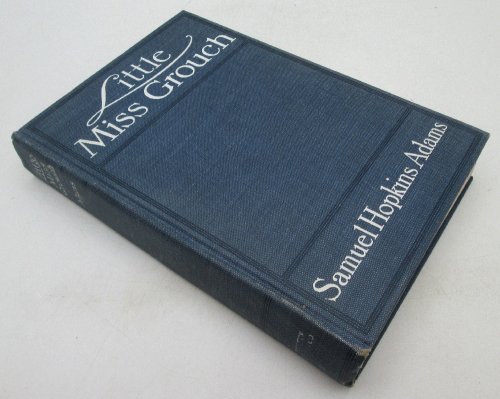 Little
Miss Grouch
Samuel Hopkins Adams